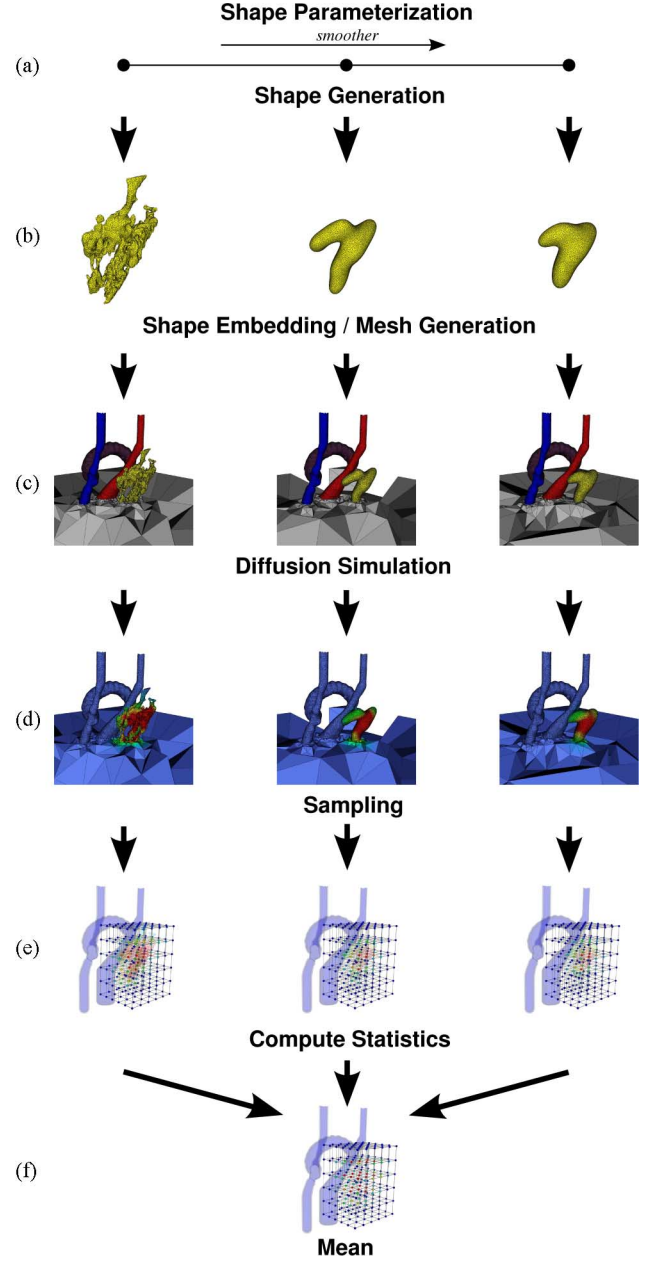 Shape Parameterization
smoother
(a)
Shape Generation
(b)
Shape Embedding / Mesh Generation
(c)
Diffusion Simulation
(d)
Sampling
(e)
Compute Statistics
(f)
Mean